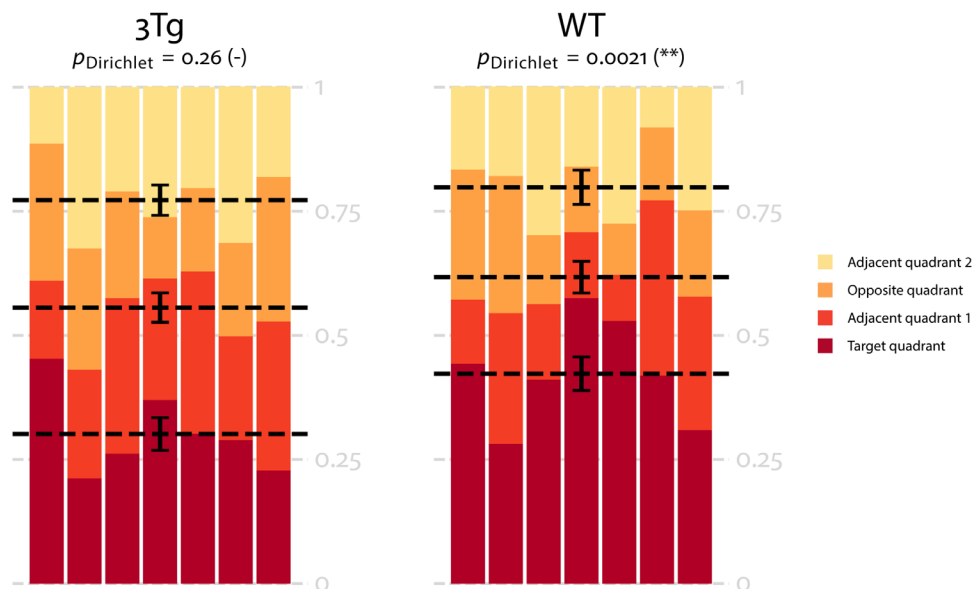 3Tg
pDirichlet = 0.26 (-)
1
0.75
0.5
0.25
0
WT
pDirichlet = 0.0021 (**)
1
0.75
0.5
0.25
0
Adjacent quadrant 2
Opposite quadrant
Adjacent quadrant 1
Target quadrant